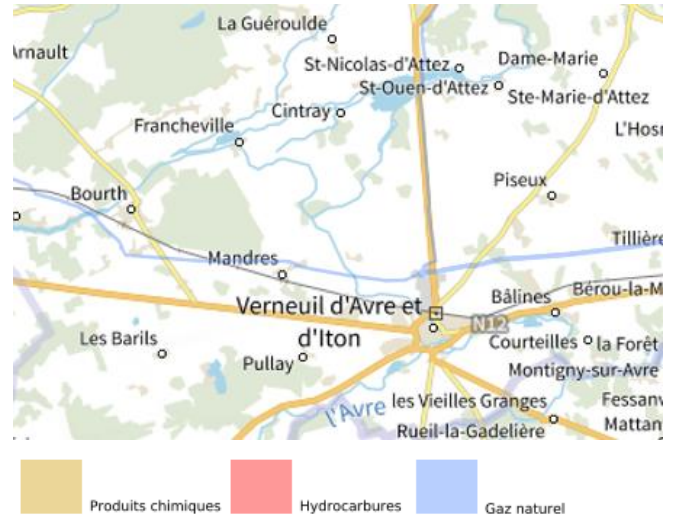 La Guéroulde
Arnault
St-Nicolas-d'Attez
Dame-Marie
St-Ouen-d'Attez
Ste-Marie-d'Attez
Cintray
Francheville
L'Hos
Piseux
Bourth
Tillière
Mandres
Bâlines
Bérou-la-M
Verneuil d'Avre et
d'Iton
N12
Les Barils
Courteilles
la Forêt
Pullay
Montigny-sur-Avre
l'Avre
les Vieilles Granges
Fessanv
Rueil-la-Gadelière
Mattan
Produits chimiques
Hydrocarbures
Gaz naturel